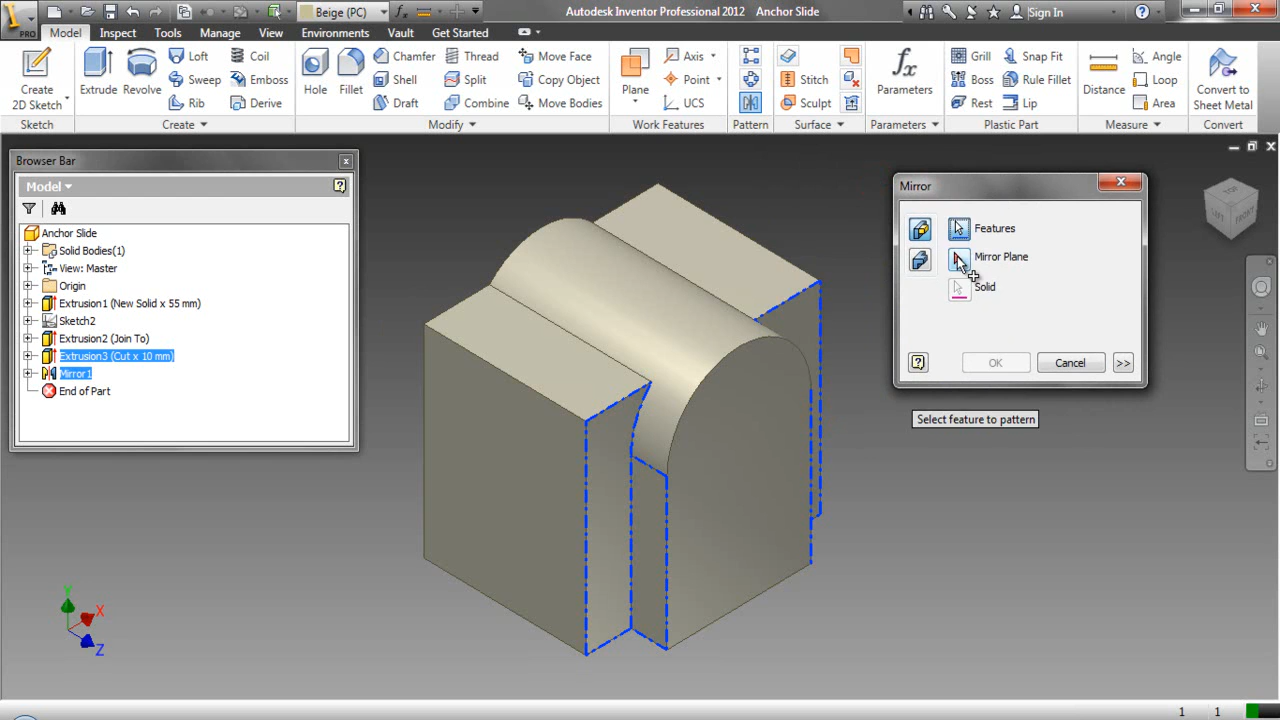 PRO
Beige (PC)
Autodesk Inventor Professional 2012 Anchor Slide
Sign In
Model Inspect Tools Manage View Environments Vault Get Started
Create
2D Sketch
Extrude Revolve
Loft Coil
Sweep Emboss
Rib Derive
Hole Fillet
Chamfer Thread Move Face
Shell Split Copy Object
Draft Combine Move Bodies
Plane
Axis
Point
UCS
Stitch
Sculpt
Parameters
Grill Snap Fit
Boss Rule Fillet
Rest Lip
Distance
Angle
Loop
Area
Convert to
Sheet Metal
Sketch Create Modify Work Features Pattern Surface Parameters Plastic Part Measure Convert
Browser Bar
Model
Anchor Slide
Solid Bodies(1)
View: Master
Origin
Extrusion1 (New Solid x 55 mm)
Sketch2
Extrusion2 (Join To)
Extrusion3 (Cut x 10 mm)
Mirror1
End of Part
Mirror
Features
Mirror Plane
Solid
OK Cancel >>
Select feature to pattern
TOP
LEFT FRONT
Y
X
Z
1 1